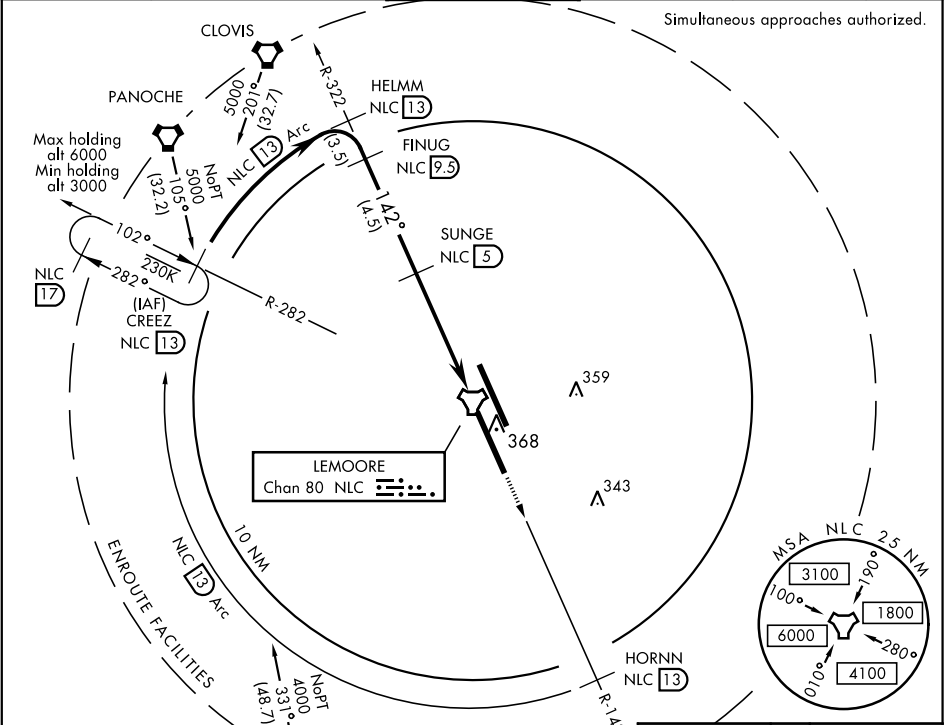 Simultaneous approaches authorized.
CLOVIS
5000
201°
(32.7)
R-322
HELMM
NLC 13
(3.5)
PANOCHE
NLC 13 Arc
FINUG
NLC 9.5
Max holding
alt 6000
Min holding
alt 3000
NoPT
5000
105°
(32.2)
142°
(4.5)
SUNGE
NLC 5
102°
230K
282°
NLC
17
(IAF)
CREEZ
NLC 13
R-282
359
368
LEMOORE
Chan 80 NLC
343
10 NM
NLC 13 Arc
ENROUTE FACILITIES
NoPT
4000
331°
(48.7)
HORNN
NLC 13
MSA NLC 25 NM
3100
190°
100°
1800
6000
280°
010°
4100